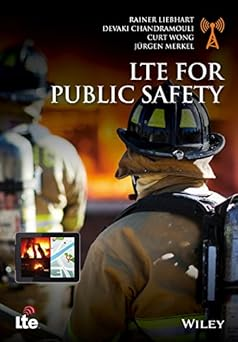 RAINER LIEBHART
DEVAKI CHANDRAMOULI
CURT WONG
JÜRGEN MERKEL
LTE FOR
PUBLIC SAFETY
Lte
WILEY